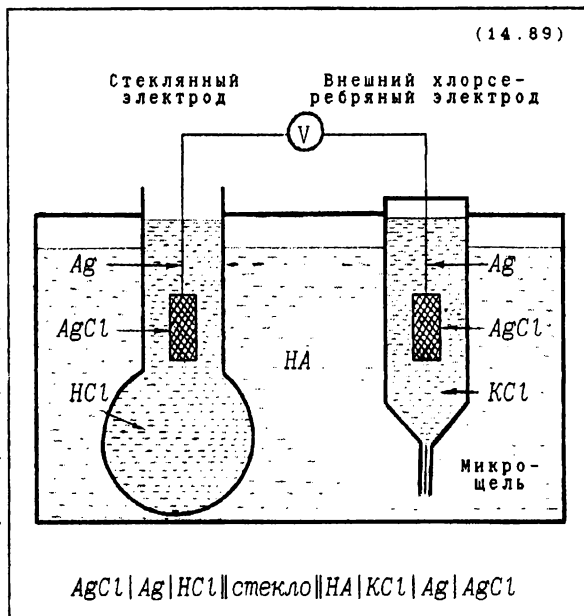 (14.89)
Стеклянный
электрод
Внешний хлорсе-
ребряный электрод
V
Ag
Ag
AgCl
AgCl
HA
HCl
KCl
Микро-
щель
AgCl|Ag|HCl‖стекло‖HA|KCl|Ag|AgCl